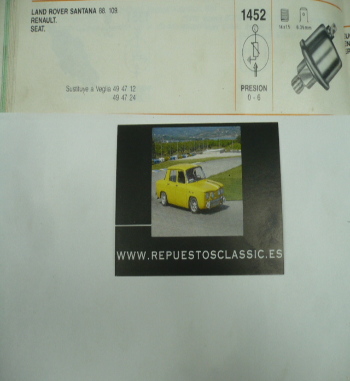 LAND ROVER SANTANA 88. 109.
RENAULT.
SEAT.
Sustituye a Veglia 49 47 12
49 47 24
1452
PRESION
0 - 6
WWW.REPUESTOSCLASSIC.ES